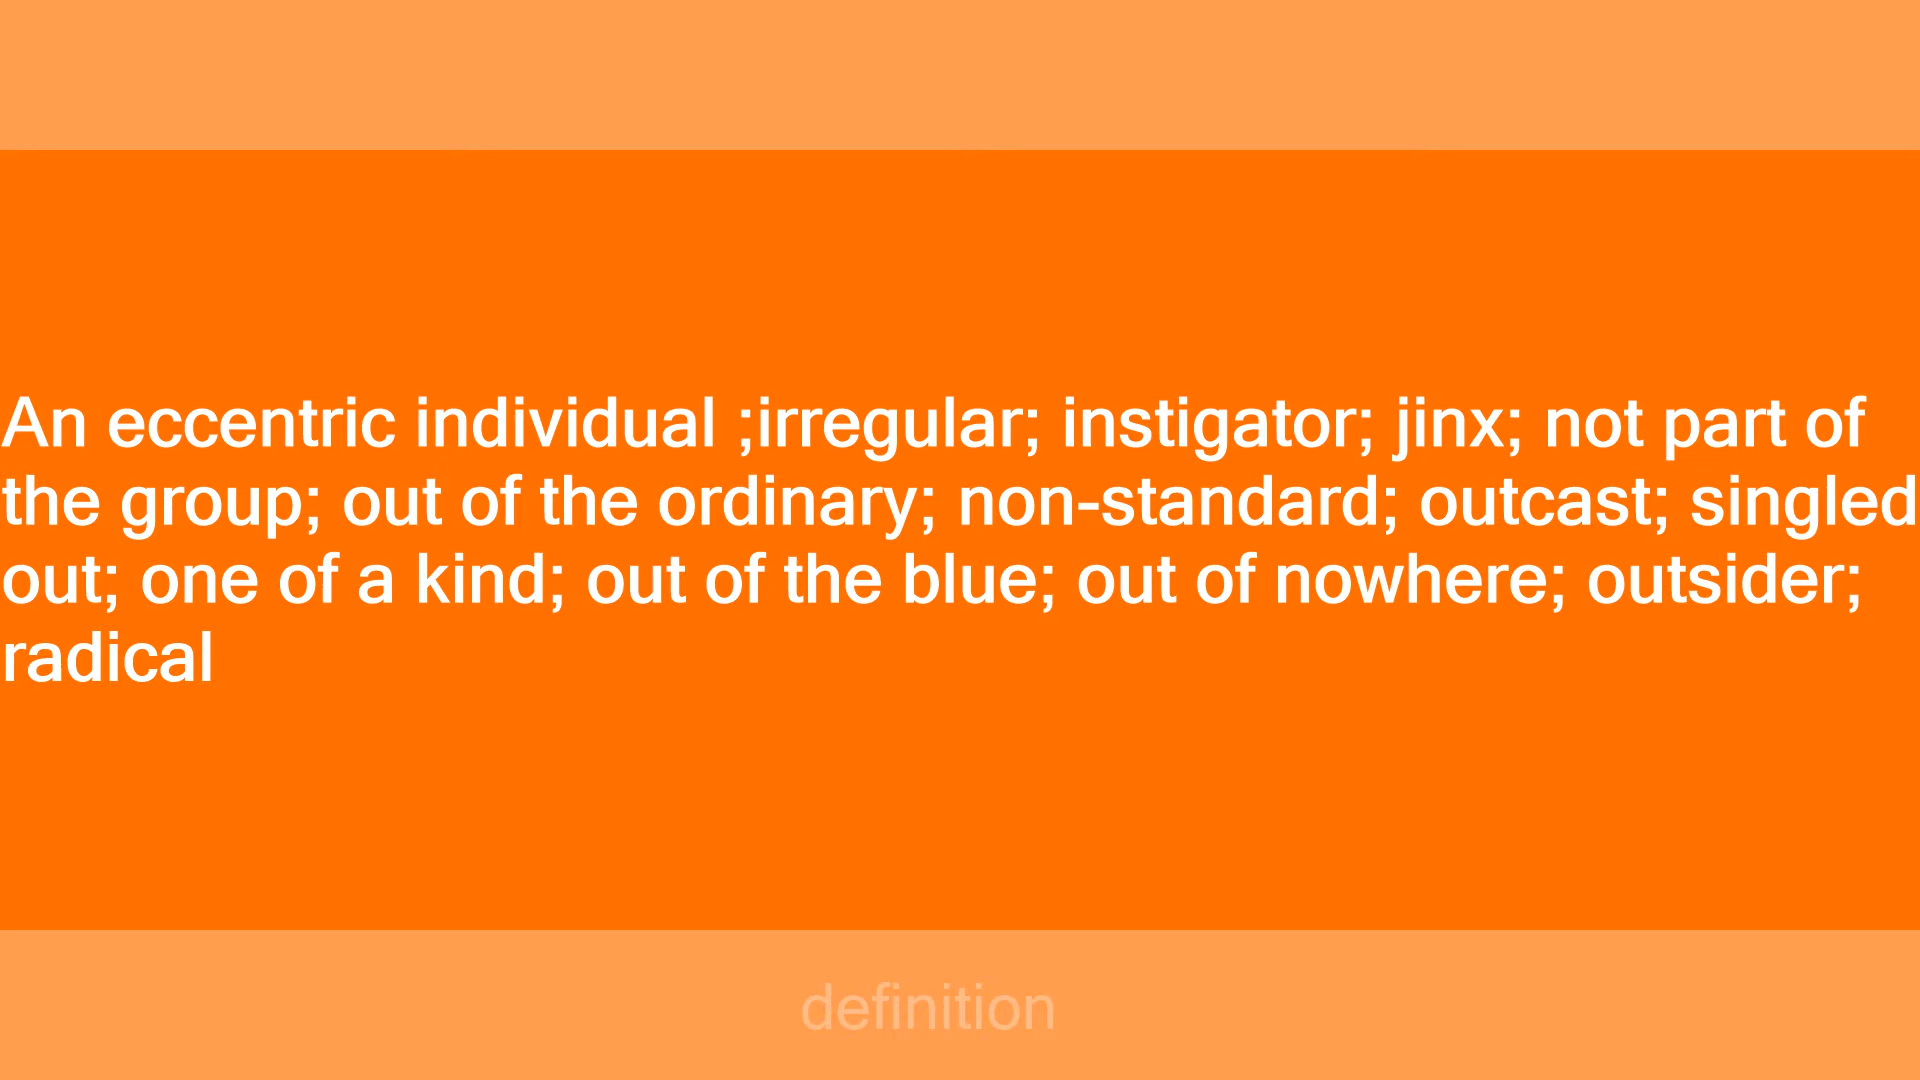 An eccentric individual ;irregular; instigator; jinx; not part of
the group; out of the ordinary; non-standard; outcast; singled
out; one of a kind; out of the blue; out of nowhere; outsider;
radical
definition